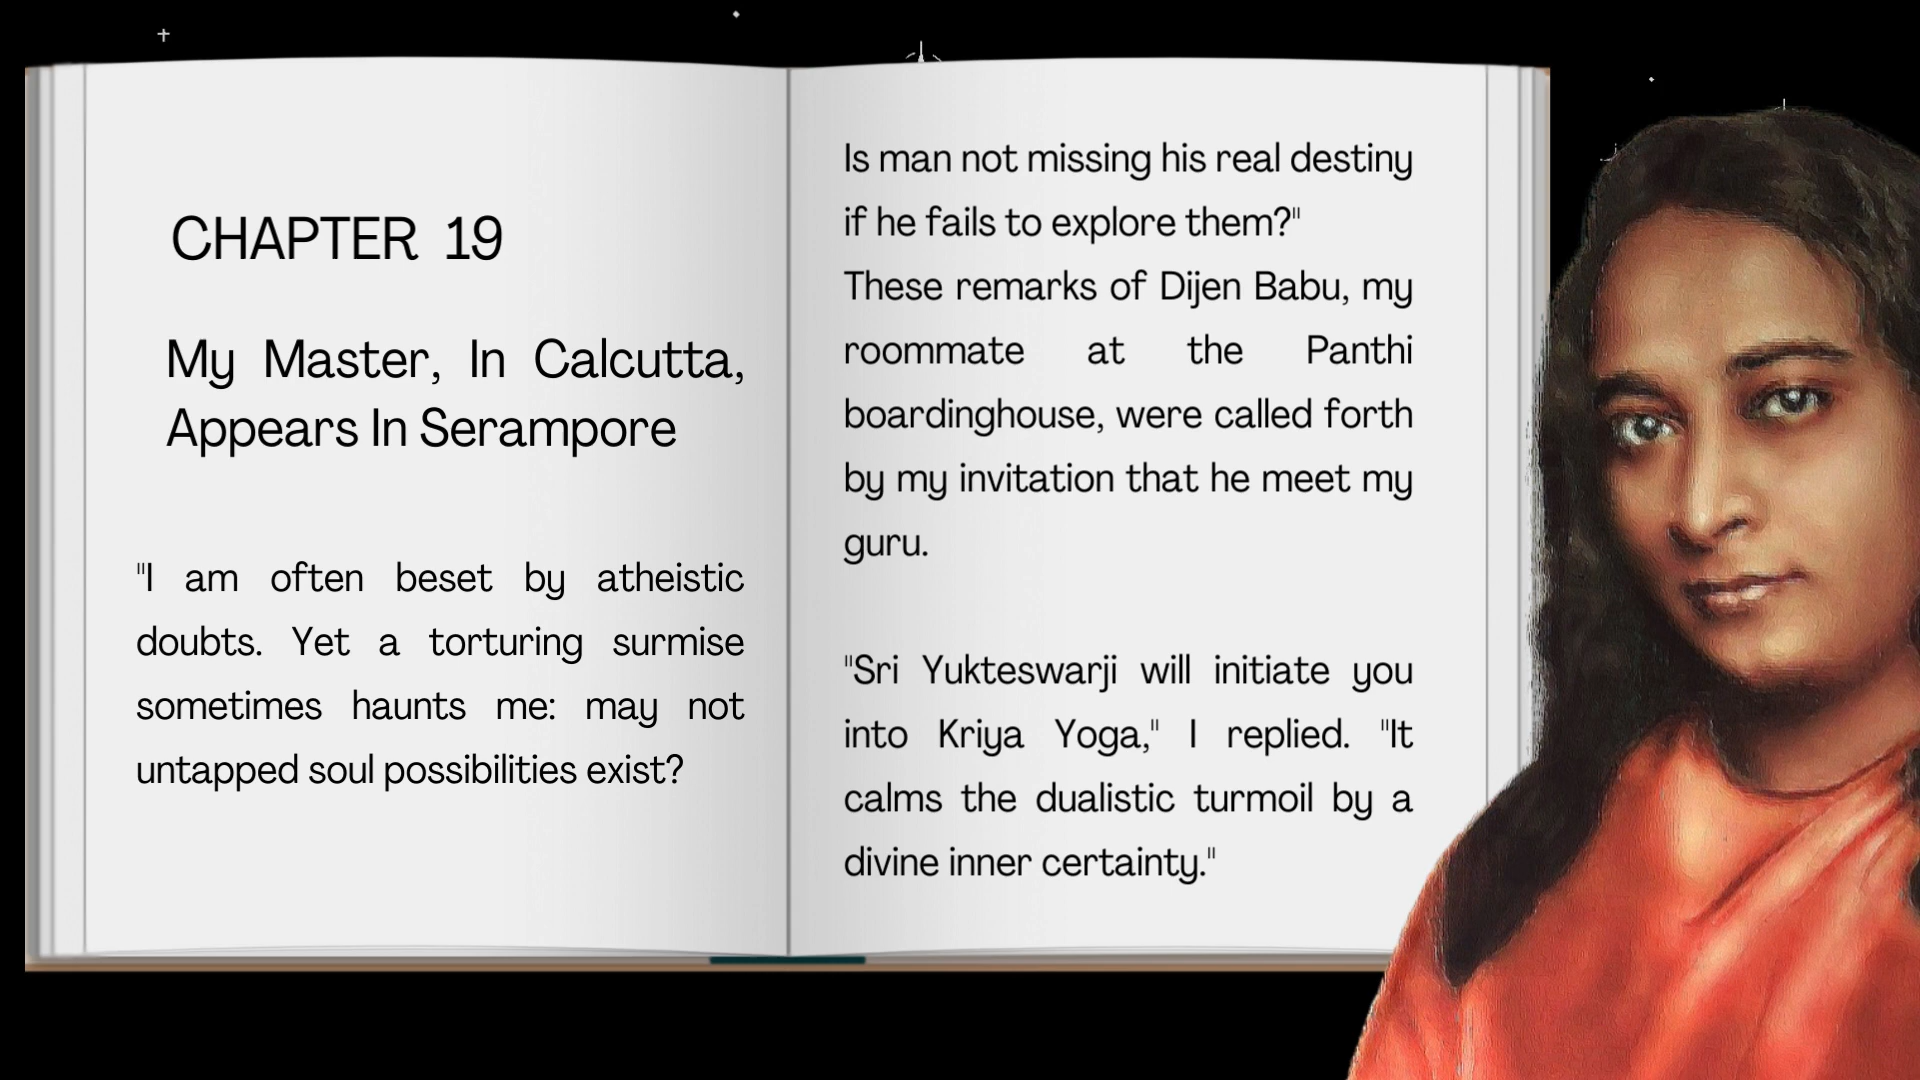 CHAPTER 19
My Master, In Calcutta,
Appears In Serampore
"I am often beset by atheistic
doubts. Yet a torturing surmise
sometimes haunts me: may not
untapped soul possibilities exist?
Is man not missing his real destiny
if he fails to explore them?"
These remarks of Dijen Babu, my
roommate at the Panthi
boardinghouse, were called forth
by my invitation that he meet my
guru.
"Sri Yukteswarji will initiate you
into Kriya Yoga," I replied. "It
calms the dualistic turmoil by a
divine inner certainty."